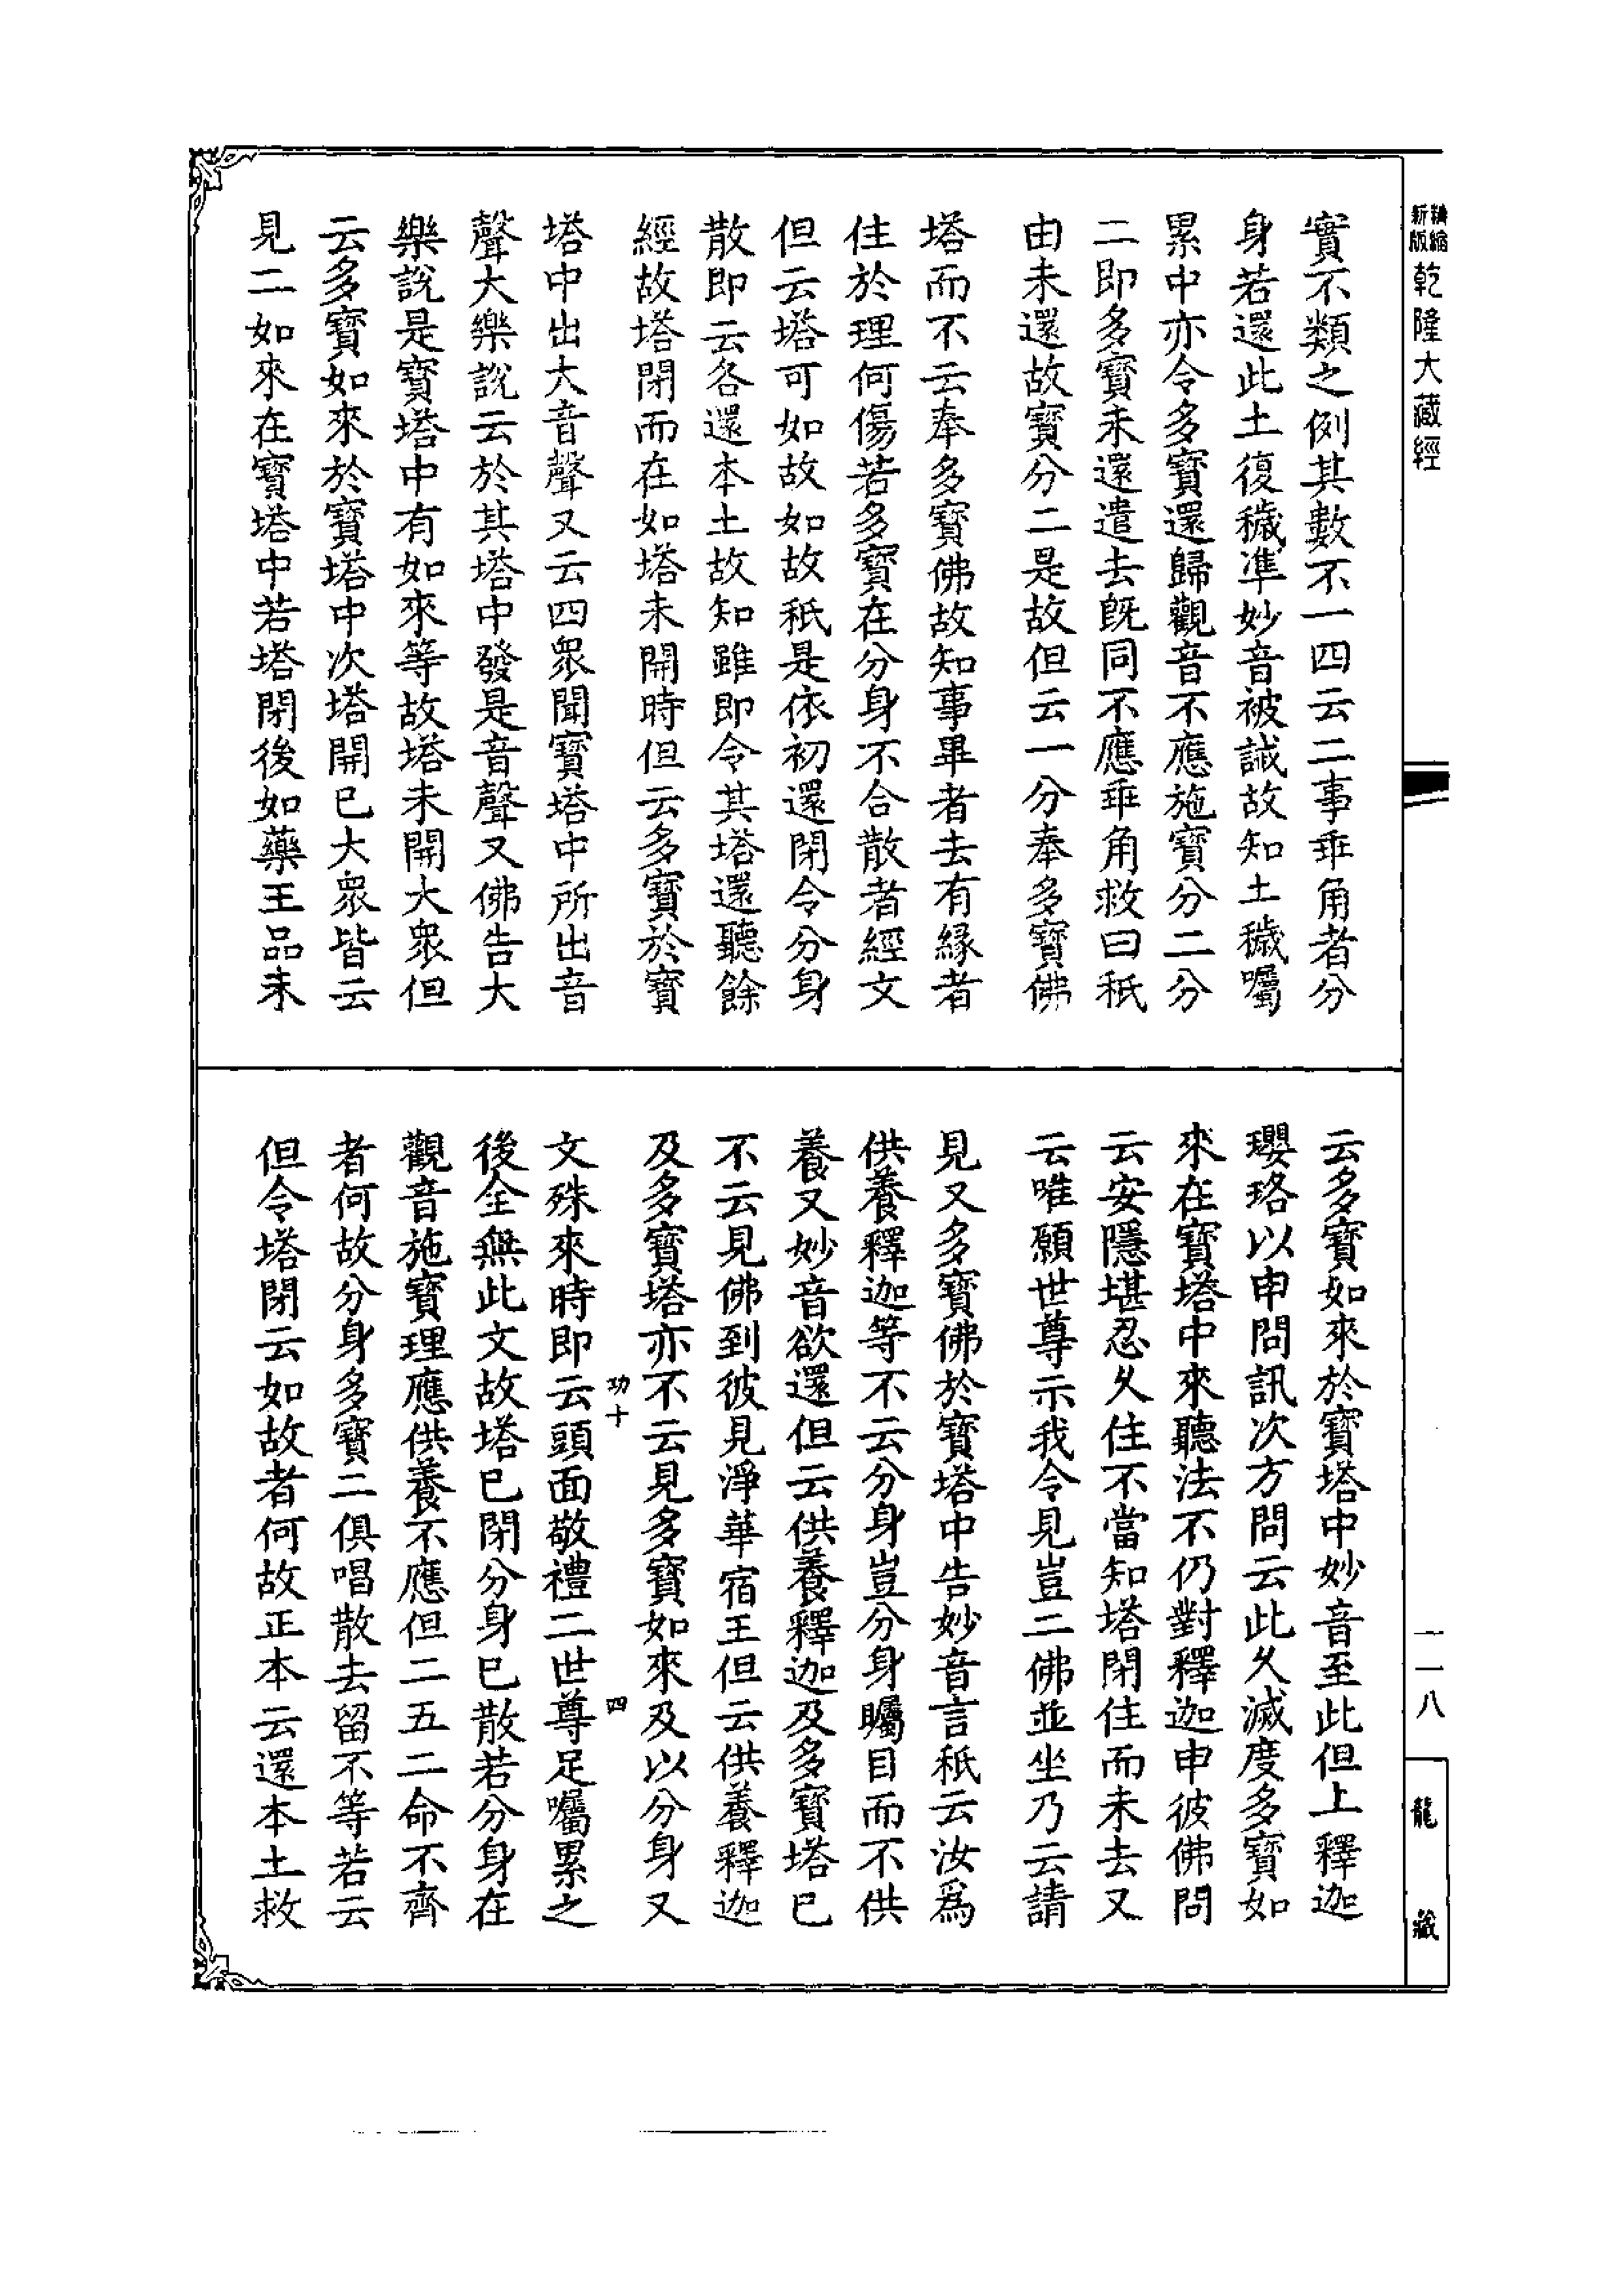 精縮新版乾隆大藏經
實不類之例其數不一四云二事乖角者分
身若還此土復穢準妙音被誡故知土穢囑
累中亦令多寶還歸觀音不應施寶分二分
二即多寶未還遣去既同不應乖角救曰秖
由未還故寶分二是故但云一分奉多寶佛
塔而不云奉多寶佛故知事畢者去有緣者
住於理何傷若多寶在分身不合散者經文
但云塔可如故如故秖是依初還閉令分身
散即云各還本土故知雖即令其塔還聽餘
經故塔閉而在如塔未開時但云多寶於寶
塔中出大音聲又云四眾聞寶塔中所出音
聲大樂說云於其塔中發是音聲又佛告大
樂說是寶塔中有如來等故塔未開大眾但
云多寶如來於寶塔中次塔開已大眾皆云
見二如來在寶塔中若塔閉後如藥王品末
云多寶如來於寶塔中妙音至此但上釋迦
瓔珞以申問訊次方問云此久滅度多寶如
來在寶塔中來聽法不仍對釋迦申彼佛問
云安隱堪忍久住不當知塔閉住而未去又
云唯願世尊示我令見豈二佛並坐乃云請
見又多寶佛於寶塔中告妙音言秖云汝為
供養釋迦等不云分身豈分身矚目而不供
養又妙音欲還但云供養釋迦及多寶塔已
不云見佛到彼見淨華宿王但云供養釋迦
及多寶塔亦不云見多寶如來及以分身又
功十
四
文殊來時即云頭面敬禮二世尊足囑累之
後全無此文故塔已閉分身已散若分身在
觀音施寶理應供養不應但二五二命不齊
者何故分身多寶二俱唱散去留不等若云
但令塔閉云如故者何故正本云還本土救
一一八
龍藏